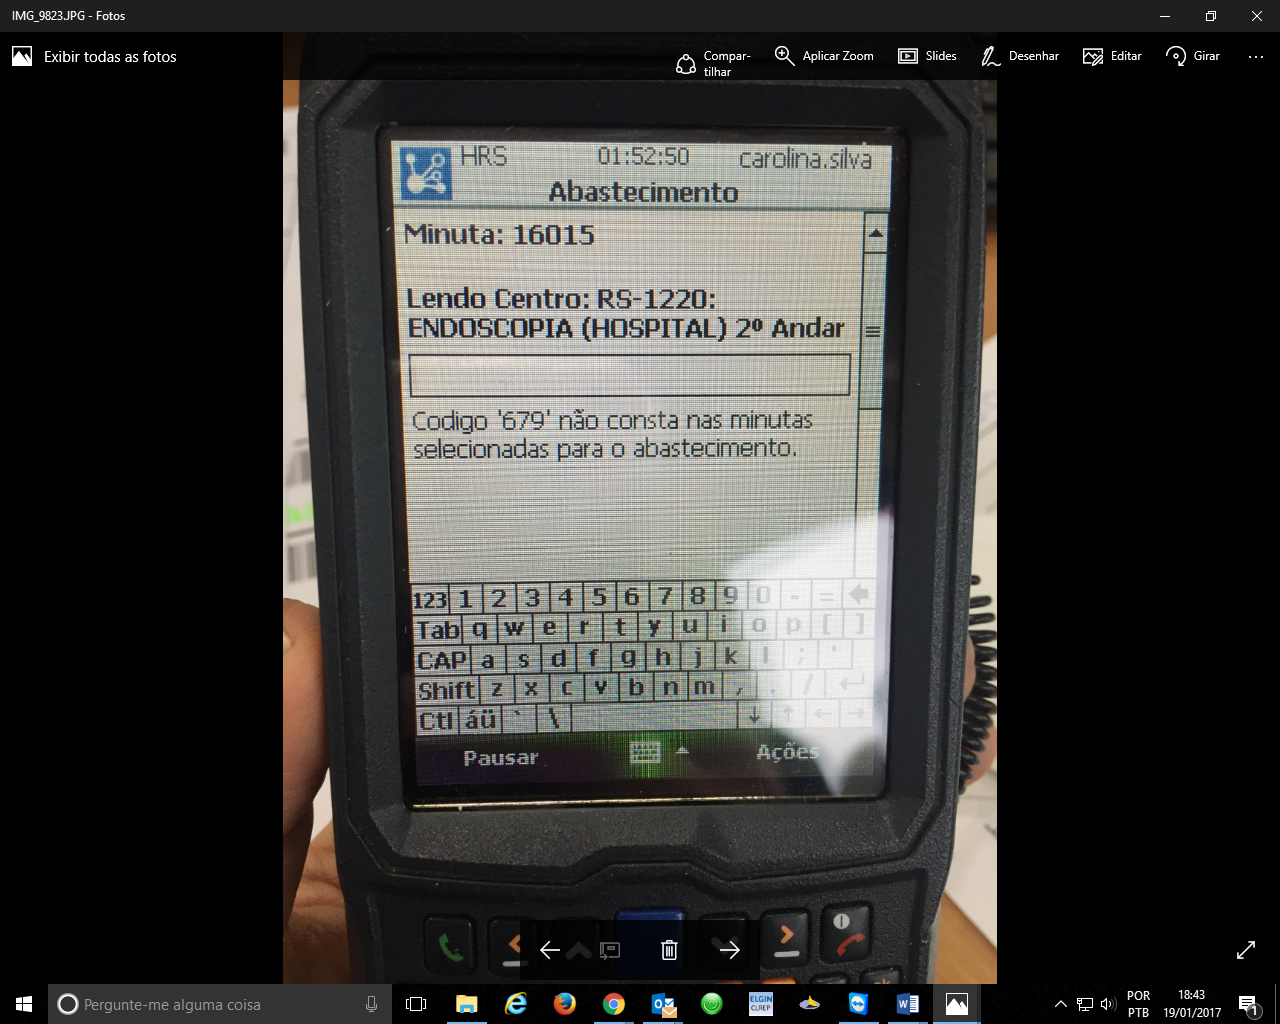 IMG_9823.JPG - Fotos
Exibir todas as fotos
Compar-
tilhar
Aplicar Zoom
Slides
Desenhar
Editar
Girar
HRS 01:52:50 carolina.silva
Abastecimento
Minuta: 16015
Lendo Centro: RS-1220:
ENDOSCOPIA (HOSPITAL) 2º Andar
Codigo '679' não consta nas minutas
selecionadas para o abastecimento.
123 1 2 3 4 5 6 7 8 9 0 - =
Tab q w e r t y u i o p [ ]
CAP a s d f g h j k l ; '
Shift z x c v b n m , . /
Ctl áü ` \
Pausar Ações
Pergunte-me alguma coisa
ELGIN
CLREP
POR
PTB
18:43
19/01/2017
1